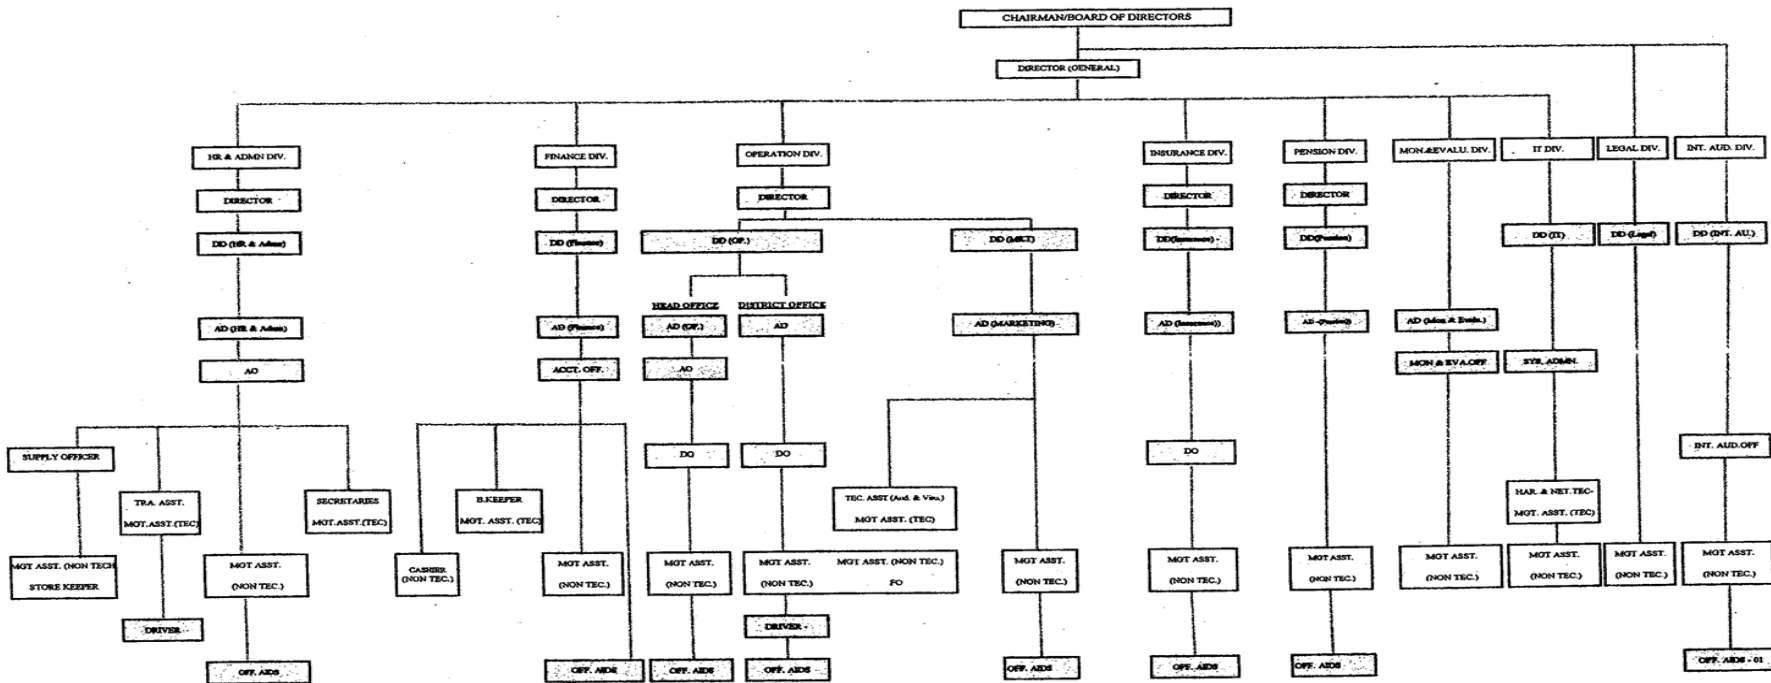 CHAIRMAN/BOARD OF DIRECTORS
DIRECTOR (GENERAL)
HR & ADMN DIV.
FINANCE DIV.
OPERATION DIV.
INSURANCE DIV.
PENSION DIV.
MON.&EVALU. DIV.
IT DIV.
LEGAL DIV.
INT. AUD. DIV.
DIRECTOR
DIRECTOR
DIRECTOR
DIRECTOR
DIRECTOR
DD (HR & Admn)
DD (Finance)
DD (OP.)
DD (MKT)
DD(Insurance) -
DD(Pension)
DD (IT)
DD (Legal)
DD (INT. AU.)
HEAD OFFICE
DISTRICT OFFICE
AD (HR & Admn)
AD (Finance)
AD (OP.)
AD
AD (MARKETING)
AD (Insurance))
AD -(Pension))
AD (Mon & Evalu.)
AO
ACCT. OFF.
AO
MON & EVA.OFF
SYS. ADMN.
SUPPLY OFFICER
DO
DO
DO
INT. AUD.OFF
TRA. ASST.
MGT.ASST.(TEC)
SECRETARIES
MGT.ASST.(TEC)
B.KEEPER
MGT. ASST. (TEC)
TEC. ASST (Aud. & Visu.)
MGT ASST. (TEC)
HAR. & NET.TEC-
MGT. ASST. (TEC)
MGT ASST. (NON TECH
STORE KEEPER
MGT ASST.
(NON TEC.)
CASHIER
(NON TEC.)
MGT ASST.
(NON TEC.)
MGT ASST.
(NON TEC.)
MGT ASST.
(NON TEC.)
MGT ASST. (NON TEC.)
FO
MGT ASST.
(NON TEC.)
MGT ASST.
(NON TEC.)
MGT ASST.
(NON TEC.)
MGT ASST.
(NON TEC.)
MGT ASST.
(NON TEC.)
MGT ASST.
(NON TEC.)
MGT ASST.
(NON TEC.)
DRIVER
DRIVER -
OFF. AIDS
OFF. AIDS
OFF. AIDS
OFF. AIDS
OFF. AIDS
OFF. AIDS
OFF. AIDS
OFF. AIDS - 01